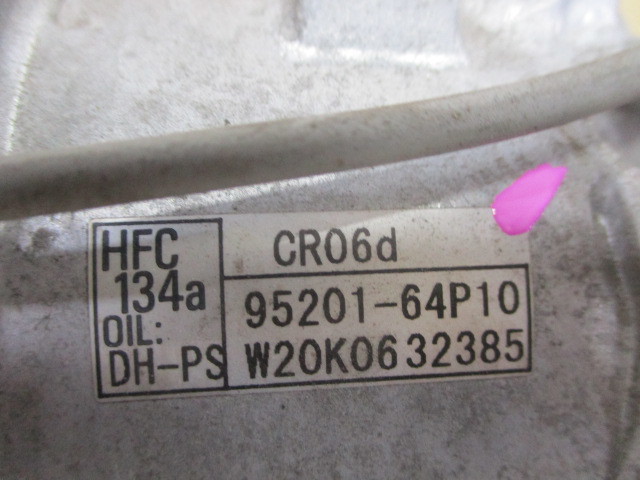 HFC
134a
OIL:
DH-PS
CR06d
95201-64P10
W20K0632385